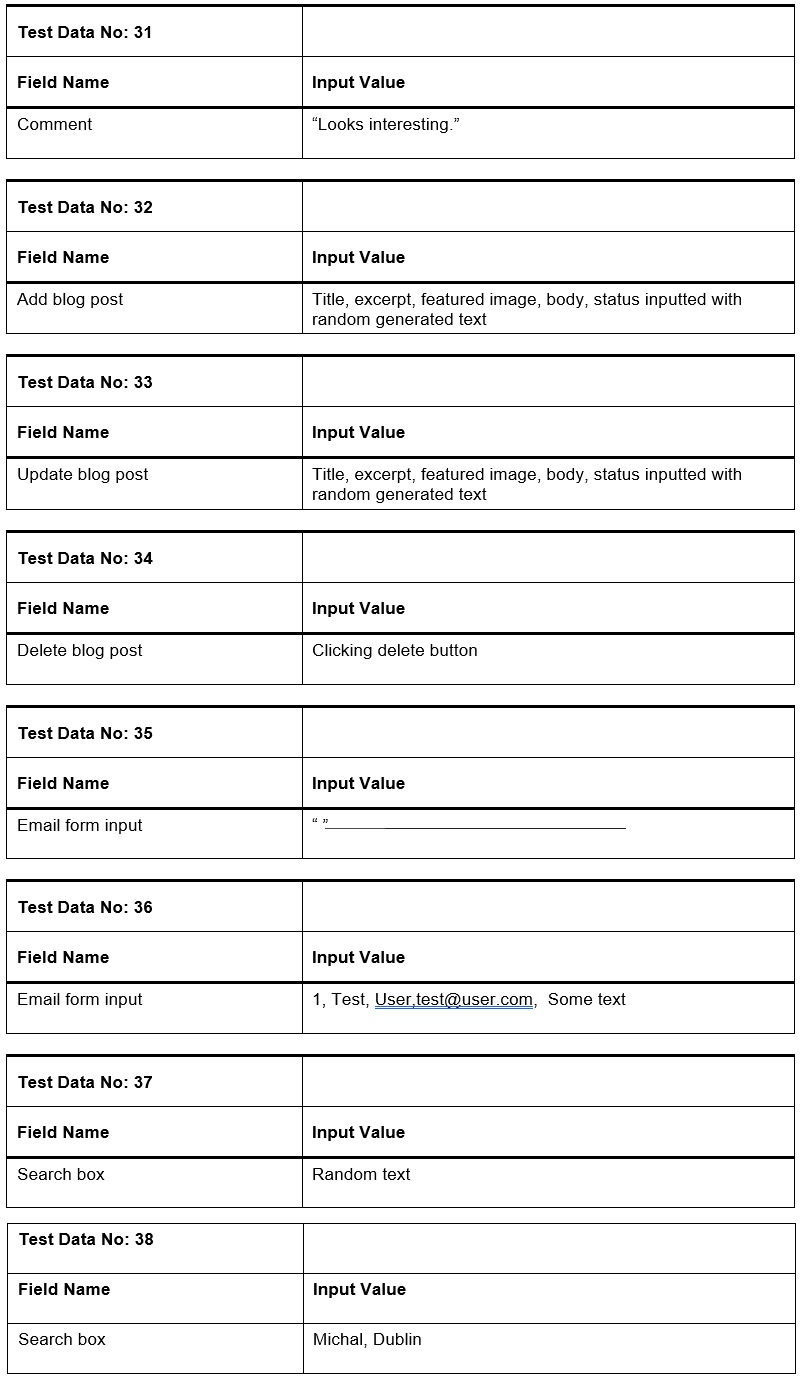 Test Data No: 31
Field Name Input Value
Comment “Looks interesting.”
Test Data No: 32
Field Name Input Value
Add blog post Title, excerpt, featured image, body, status inputted with
random generated text
Test Data No: 33
Field Name Input Value
Update blog post Title, excerpt, featured image, body, status inputted with
random generated text
Test Data No: 34
Field Name Input Value
Delete blog post Clicking delete button
Test Data No: 35
Field Name Input Value
Email form input “ ”
Test Data No: 36
Field Name Input Value
Email form input 1, Test, User,test@user.com,  Some text
Test Data No: 37
Field Name Input Value
Search box Random text
Test Data No: 38
Field Name Input Value
Search box Michal, Dublin